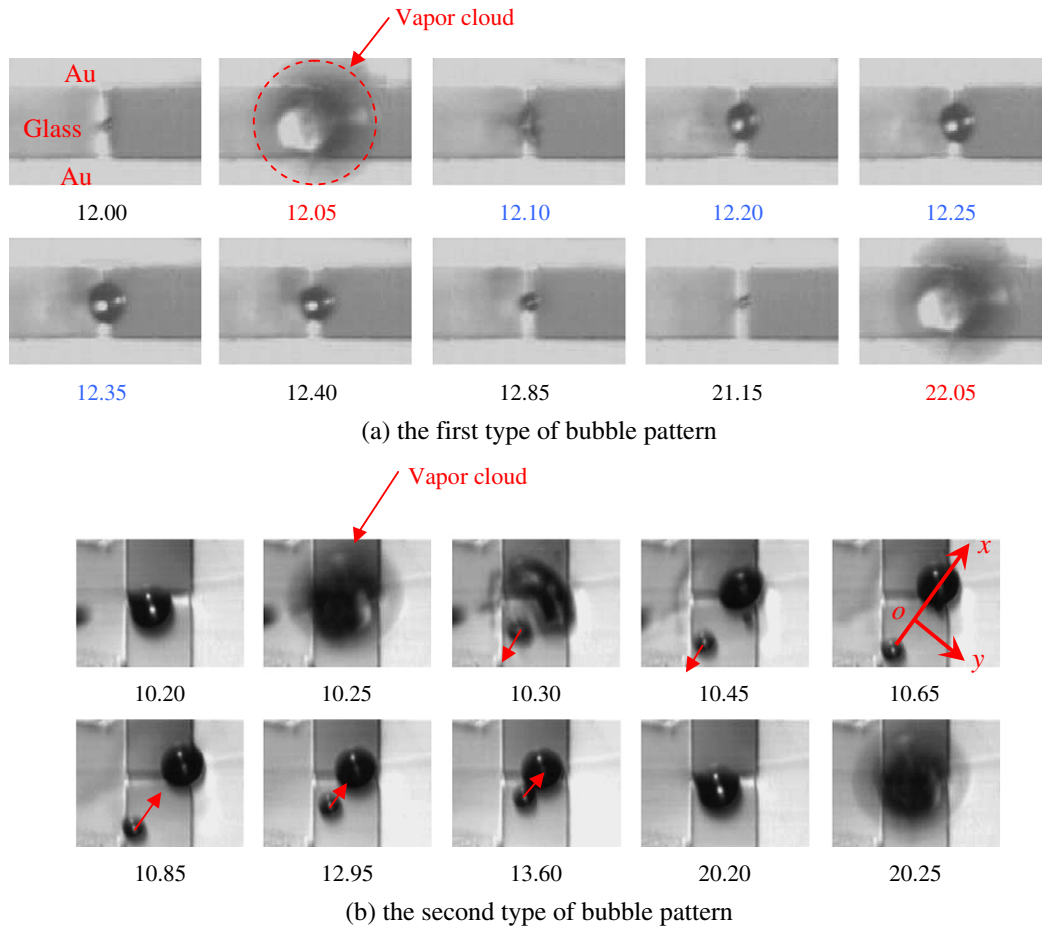 Vapor cloud
Au
Glass
Au
12.00 12.05 12.10 12.20 12.25
12.35 12.40 12.85 21.15 22.05
(a) the first type of bubble pattern
Vapor cloud
x
o
y
10.20 10.25 10.30 10.45 10.65
10.85 12.95 13.60 20.20 20.25
(b) the second type of bubble pattern